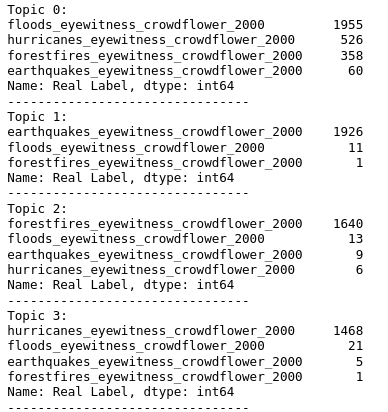 Topic 0:
floods_eyewitness_crowdflower_2000 1955
hurricanes_eyewitness_crowdflower_2000 526
forestfires_eyewitness_crowdflower_2000 358
earthquakes_eyewitness_crowdflower_2000 60
Name: Real Label, dtype: int64
--------------------------------
Topic 1:
earthquakes_eyewitness_crowdflower_2000 1926
floods_eyewitness_crowdflower_2000 11
forestfires_eyewitness_crowdflower_2000 1
Name: Real Label, dtype: int64
--------------------------------
Topic 2:
forestfires_eyewitness_crowdflower_2000 1640
floods_eyewitness_crowdflower_2000 13
earthquakes_eyewitness_crowdflower_2000 9
hurricanes_eyewitness_crowdflower_2000 6
Name: Real Label, dtype: int64
--------------------------------
Topic 3:
hurricanes_eyewitness_crowdflower_2000 1468
floods_eyewitness_crowdflower_2000 21
earthquakes_eyewitness_crowdflower_2000 5
forestfires_eyewitness_crowdflower_2000 1
Name: Real Label, dtype: int64
--------------------------------